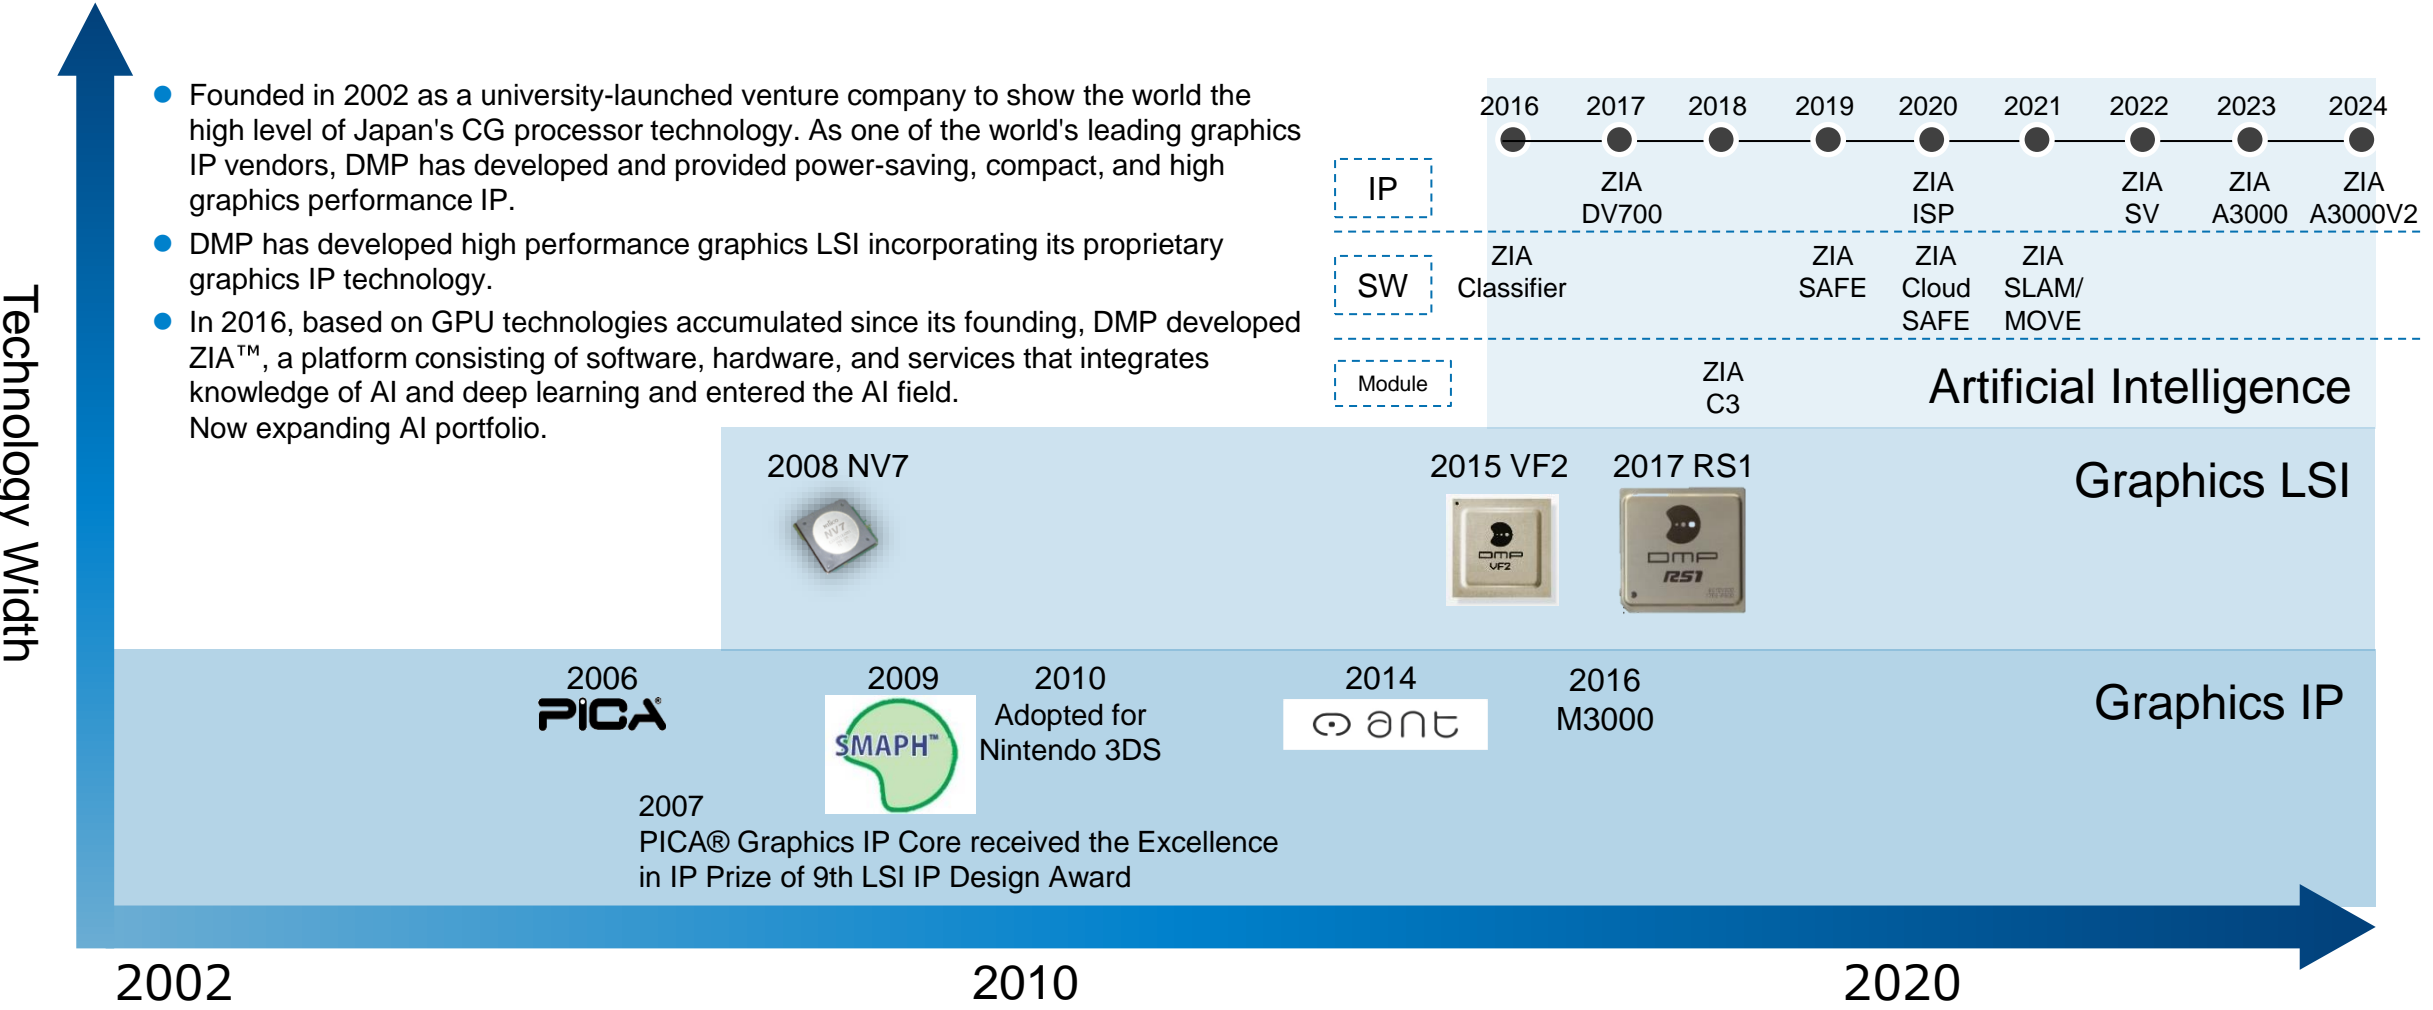 Founded in 2002 as a university-launched venture company to show the world the
high level of Japan's CG processor technology. As one of the world's leading graphics
IP vendors, DMP has developed and provided power-saving, compact, and high
graphics performance IP.
DMP has developed high performance graphics LSI incorporating its proprietary
graphics IP technology.
In 2016, based on GPU technologies accumulated since its founding, DMP developed
ZIA™, a platform consisting of software, hardware, and services that integrates
knowledge of AI and deep learning and entered the AI field.
Now expanding AI portfolio.
Technology Width
2016 2017 2018 2019 2020 2021 2022 2023 2024
IP
ZIA
DV700
ZIA
ISP
ZIA
SV
ZIA
A3000
ZIA
A3000V2
SW
ZIA
Classifier
ZIA
SAFE
ZIA
Cloud
SAFE
ZIA
SLAM/
MOVE
Module
ZIA
C3
Artificial Intelligence
2008 NV7
NV7
2015 VF2
DMP
VF2
2017 RS1
DMP
RS1
Graphics LSI
2006
PICA®
2009
SMAPH™
2010
Adopted for
Nintendo 3DS
2014
ant
2016
M3000
Graphics IP
2007
PICA® Graphics IP Core received the Excellence
in IP Prize of 9th LSI IP Design Award
2002
2010
2020